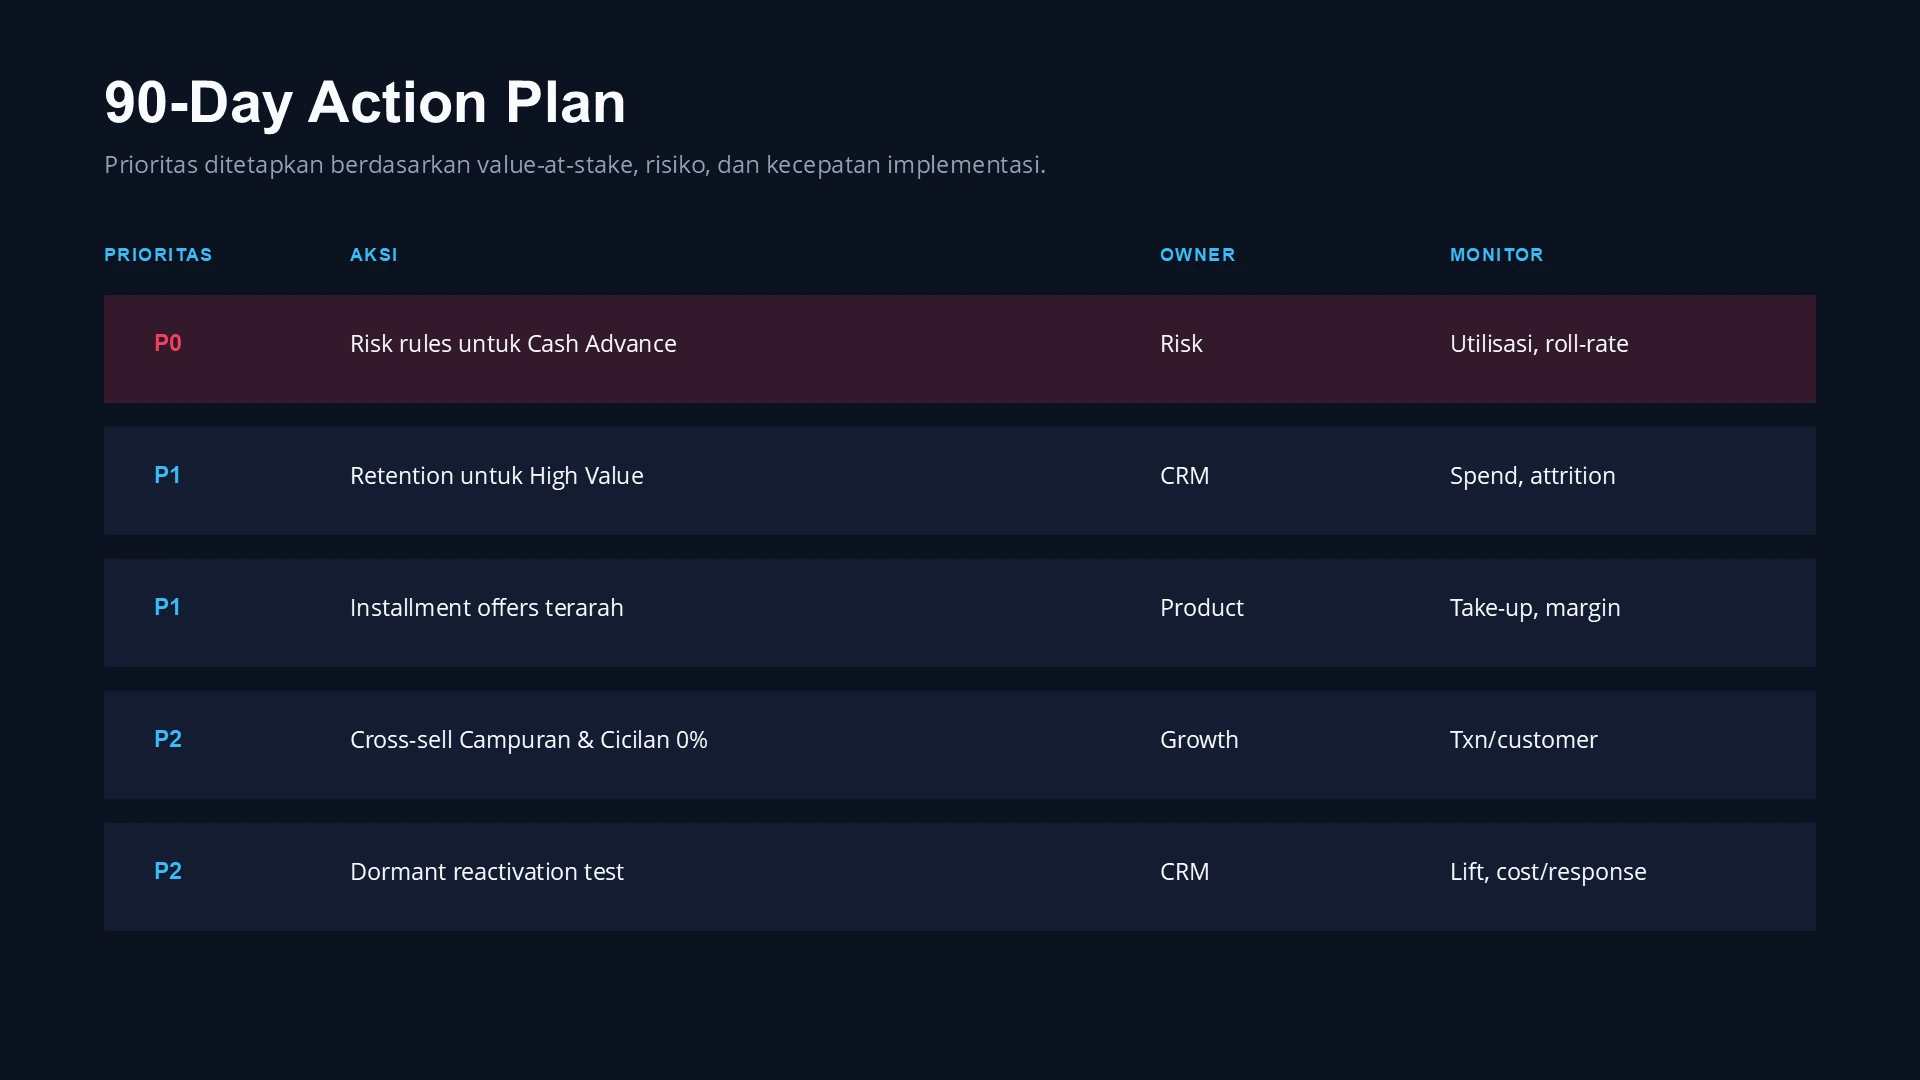 90-Day Action Plan
Prioritas ditetapkan berdasarkan value-at-stake, risiko, dan kecepatan implementasi.
PRIORITAS AKSI OWNER MONITOR
P0 Risk rules untuk Cash Advance Risk Utilisasi, roll-rate
P1 Retention untuk High Value CRM Spend, attrition
P1 Installment offers terarah Product Take-up, margin
P2 Cross-sell Campuran & Cicilan 0% Growth Txn/customer
P2 Dormant reactivation test CRM Lift, cost/response